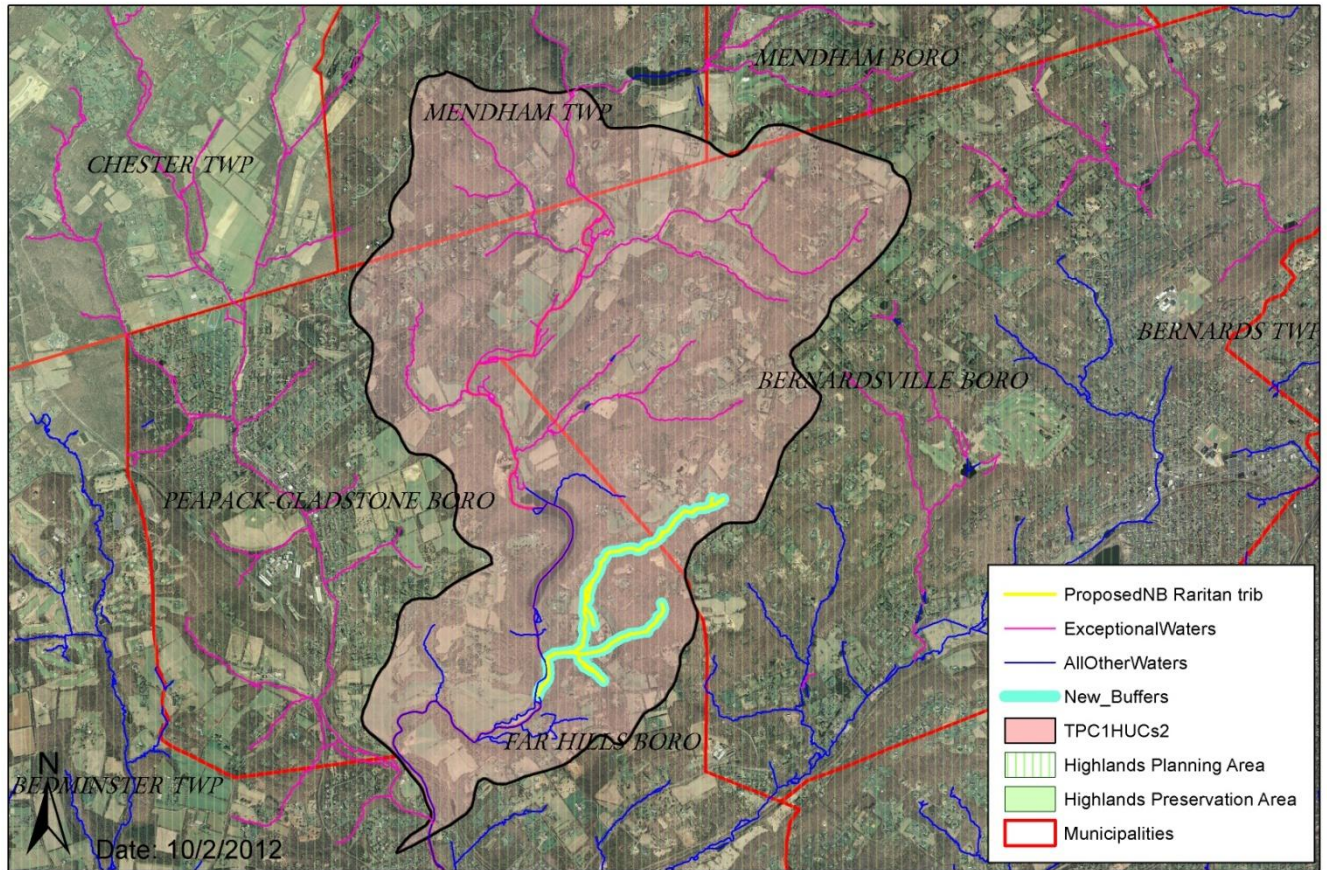 MENDHAM BORO
MENDHAM TWP
CHESTER TWP
BERNARDS TWP
BERNARDSVILLE BORO
PEAPACK-GLADSTONE BORO
FAR HILLS BORO
BEDMINSTER TWP
N
Date: 10/2/2012
ProposedNB Raritan trib
ExceptionalWaters
AllOtherWaters
New_Buffers
TPC1HUCs2
Highlands Planning Area
Highlands Preservation Area
Municipalities